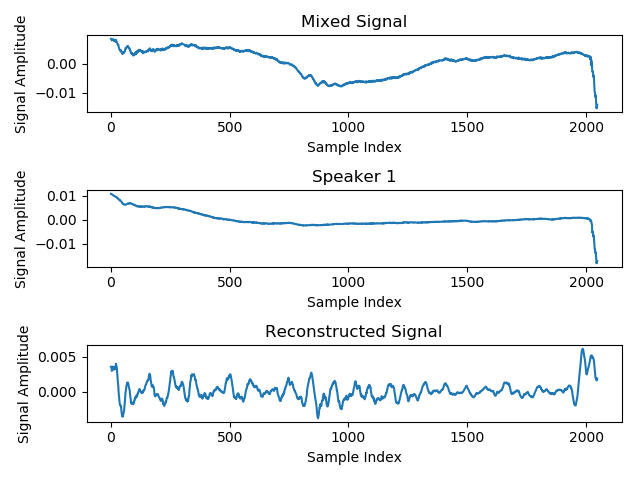 Mixed Signal
Signal Amplitude
0.00
−0.01
0 500 1000 1500 2000
Sample Index
Speaker 1
Signal Amplitude
0.01
0.00
−0.01
0 500 1000 1500 2000
Sample Index
Reconstructed Signal
Signal Amplitude
0.005
0.000
0 500 1000 1500 2000
Sample Index